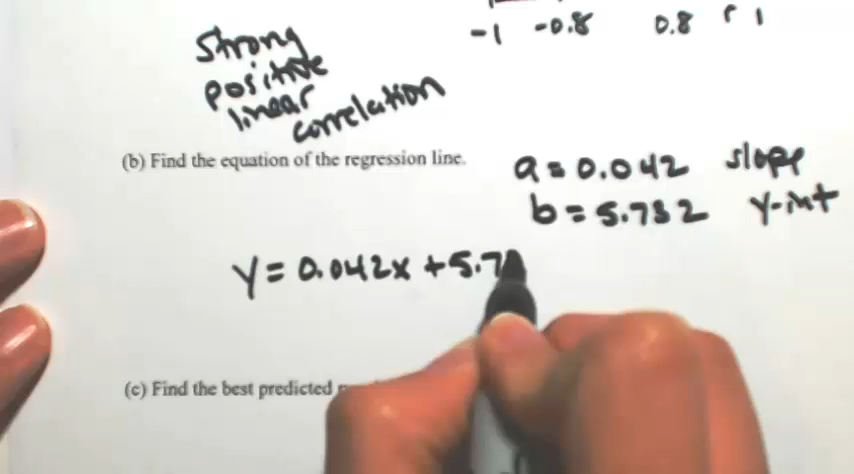 -1 -0.8 0.8 r 1
strong
positive
linear
correlation
(b) Find the equation of the regression line.
a = 0.042 slope
b = 5.782 y-int
y = 0.042x + 5.7
(c) Find the best predicted